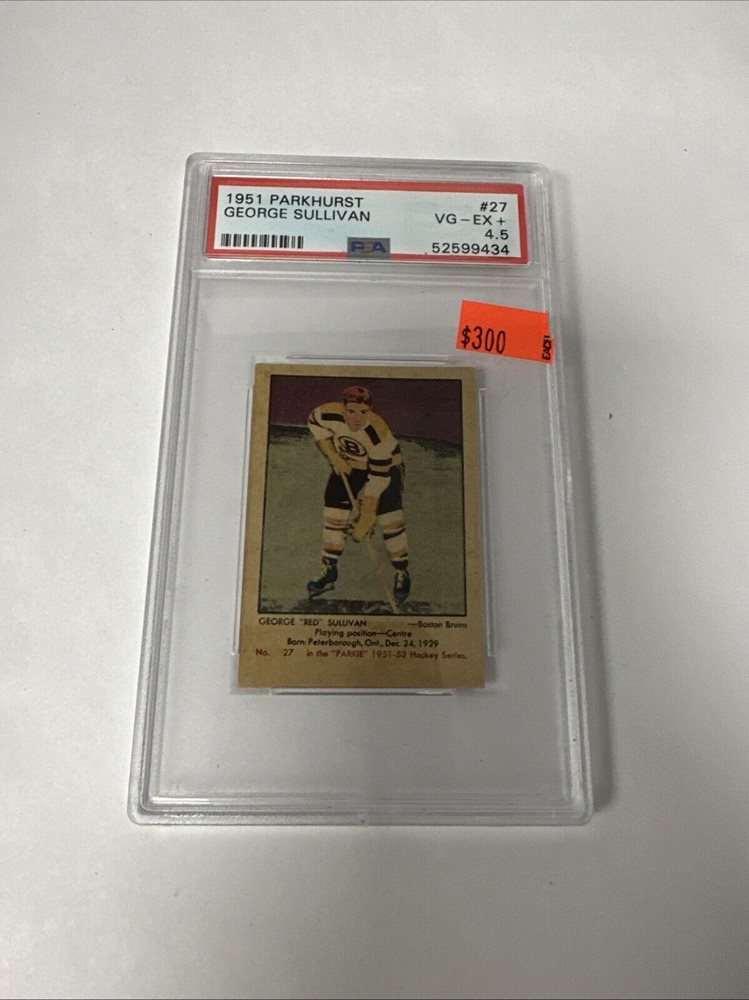 1951 PARKHURST #27
GEORGE SULLIVAN VG-EX+
4.5
PSA 52599434
$300
EACH
B
GEORGE "RED" SULLIVAN —Boston Bruins
Playing position—Centre
Born: Peterborough, Ont., Dec. 24, 1929
No. 27 in the "PARKIE" 1951-52 Hockey Series.